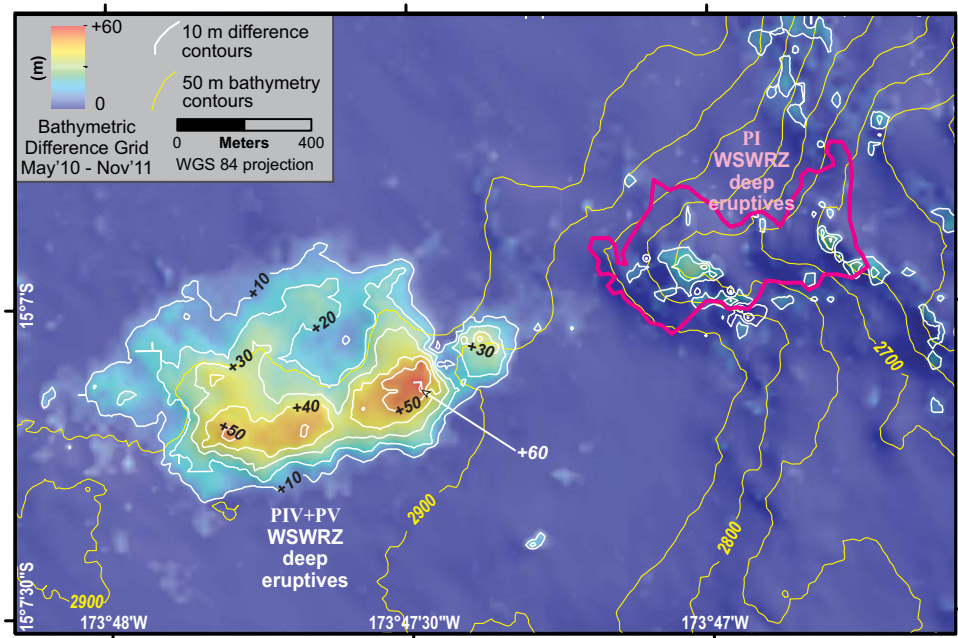 +60
(m)
0
10 m difference
contours
50 m bathymetry
contours
Bathymetric
Difference Grid
May'10 - Nov'11
0 Meters 400
WGS 84 projection
PI
WSWRZ
deep
eruptives
15°7'S
+10
+20
+30
+30
+40
+50
+50
+60
+10
2700
2900
2800
PIV+PV
WSWRZ
deep
eruptives
15°7'30"S
2900
173°48'W
173°47'30"W
173°47'W